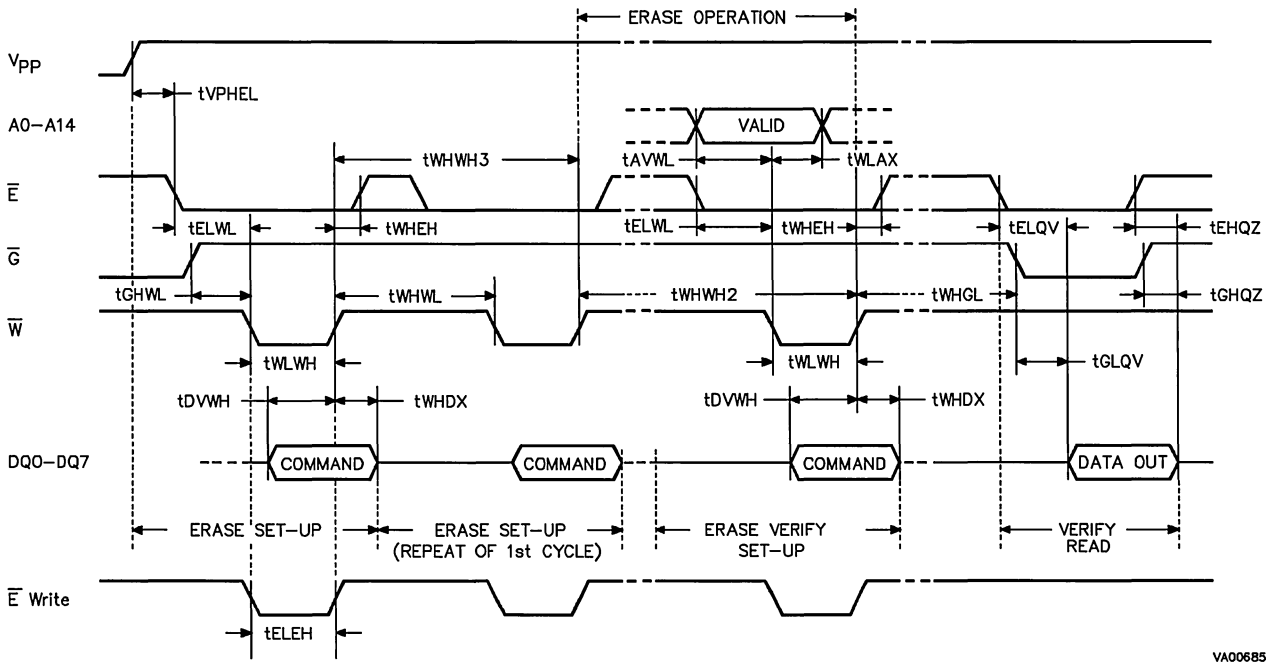 ERASE OPERATION
VPP
tVPHEL
A0-A14
VALID
tWHWH3
tAVWL
tWLAX
E
tELWL
tWHEH
tELWL
tWHEH
tELQV
tEHQZ
G
tGHWL
tWHWL
tWHWH2
tWHGL
tGHQZ
W
tWLWH
tWLWH
tGLQV
tDVWH
tWHDX
tDVWH
tWHDX
DQ0-DQ7
COMMAND
COMMAND
COMMAND
DATA OUT
ERASE SET-UP
ERASE SET-UP
(REPEAT OF 1st CYCLE)
ERASE VERIFY
SET-UP
VERIFY
READ
E Write
tELEH
VA00685